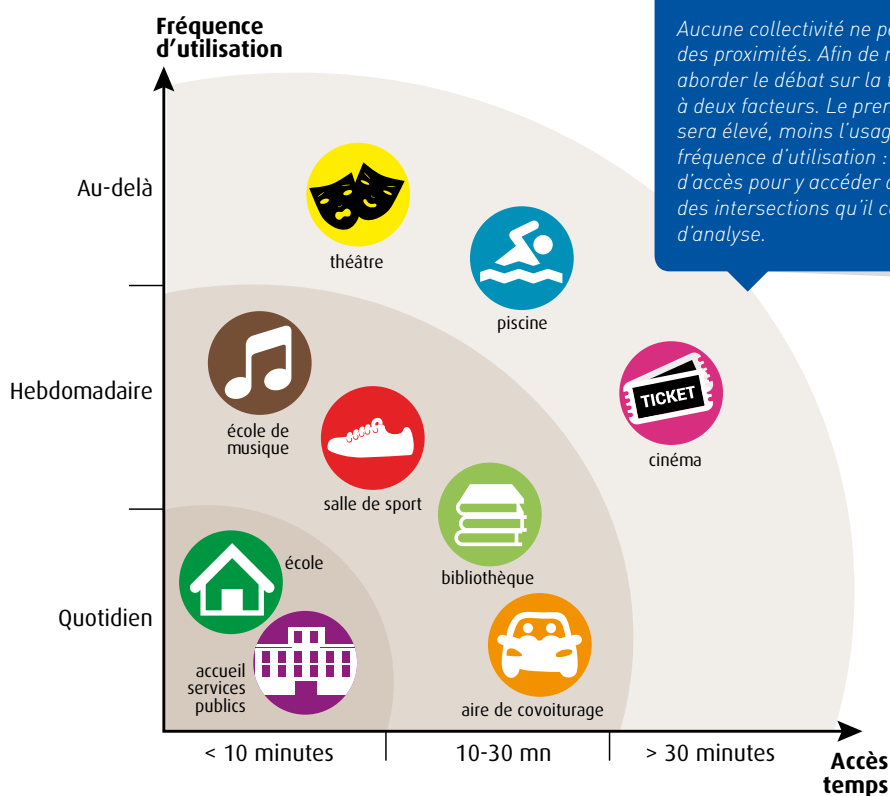 Fréquence
d'utilisation
Aucune collectivité ne
des proximités. Afin de
aborder le débat sur la
à deux facteurs. Le
sera élevé, moins
fréquence d'utilisation :
d'accès pour y accéder
des intersections qu'il
d'analyse.
Au-delà
théâtre
piscine
Hebdomadaire
TICKET
école de
musique
cinéma
salle de sport
bibliothèque
école
Quotidien
accueil
services
publics
aire de covoiturage
< 10 minutes
10-30 mn
> 30 minutes
Accès
temps